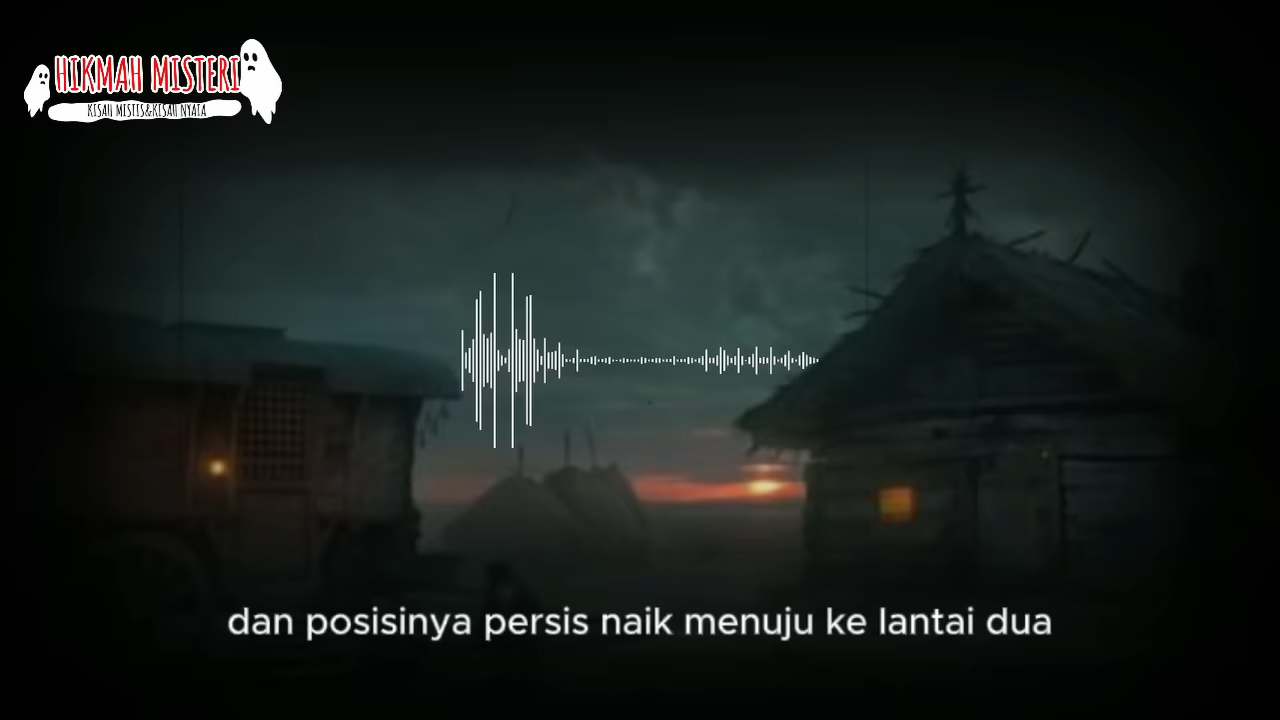 HIKMAH MISTERI
KISAH MISTIS&KISAH NYATA
dan posisinya persis naik menuju ke lantai dua